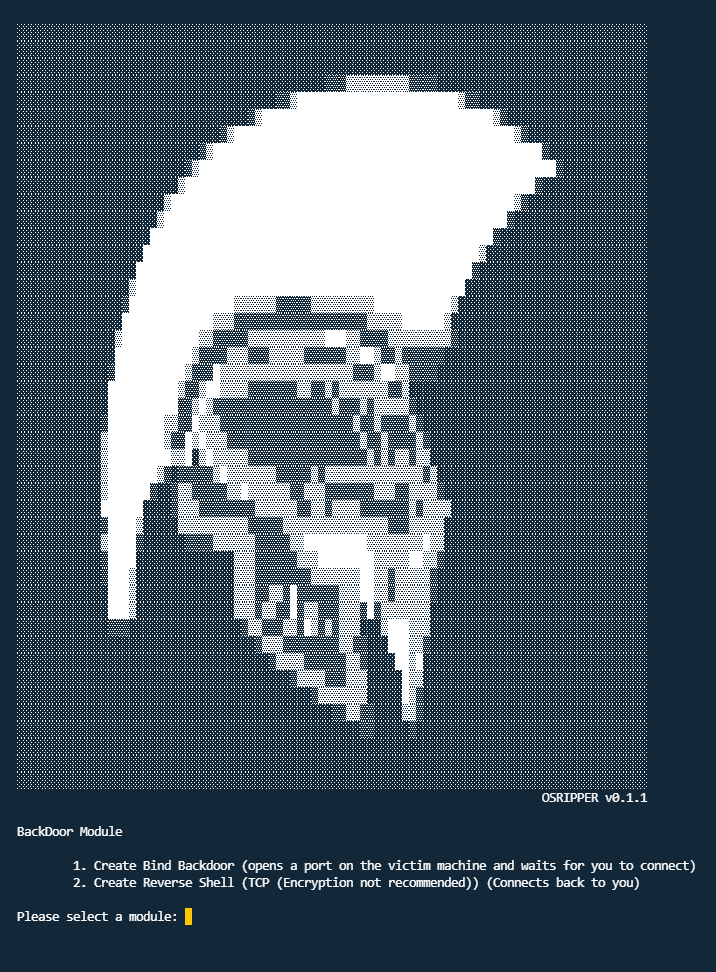 OSRIPPER v0.1.1
BackDoor Module
1. Create Bind Backdoor (opens a port on the victim machine and waits for you to connect)
2. Create Reverse Shell (TCP (Encryption not recommended)) (Connects back to you)
Please select a module: